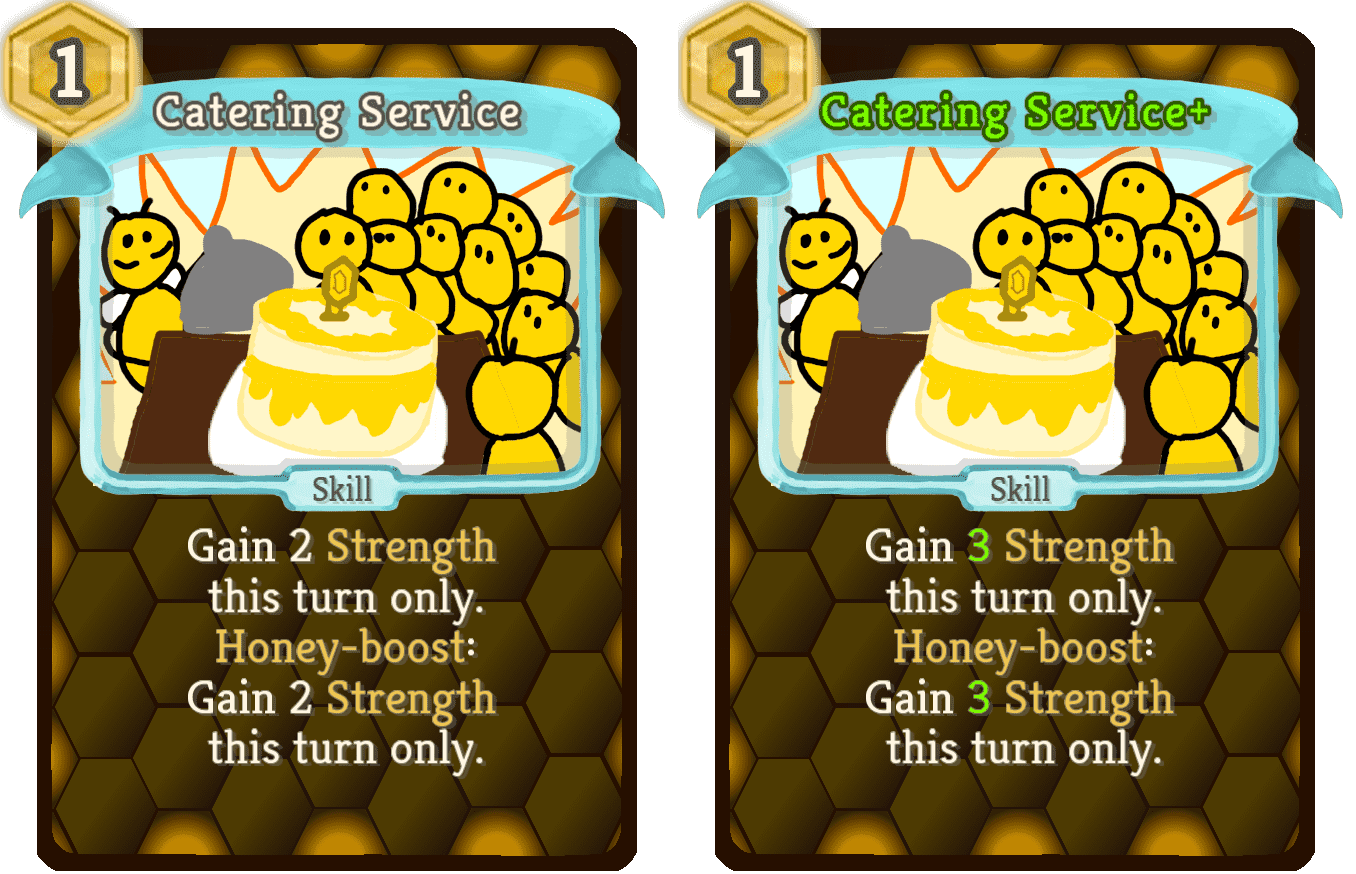 1
Catering Service
Skill
Gain 2 Strength
this turn only.
Honey-boost:
Gain 2 Strength
this turn only.
1
Catering Service+
Skill
Gain 3 Strength
this turn only.
Honey-boost:
Gain 3 Strength
this turn only.